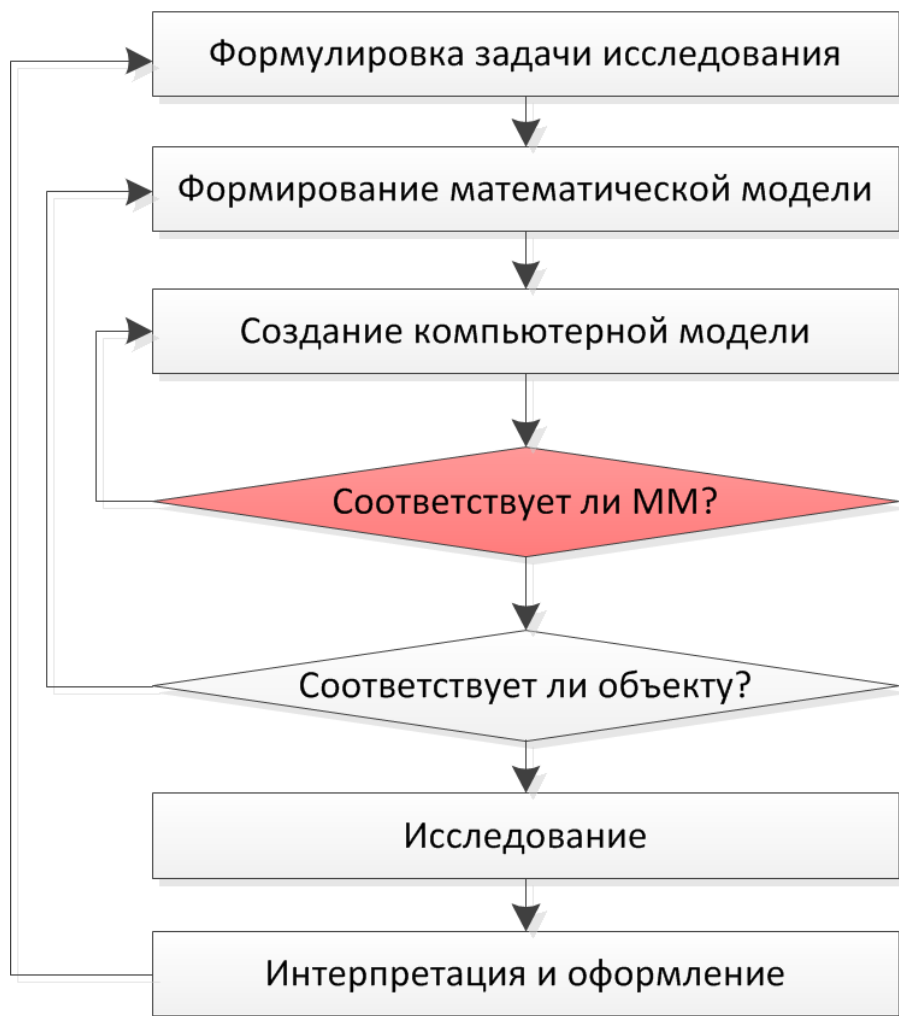 Формулировка задачи исследования
Формирование математической модели
Создание компьютерной модели
Соответствует ли ММ?
Соответствует ли объекту?
Исследование
Интерпретация и оформление